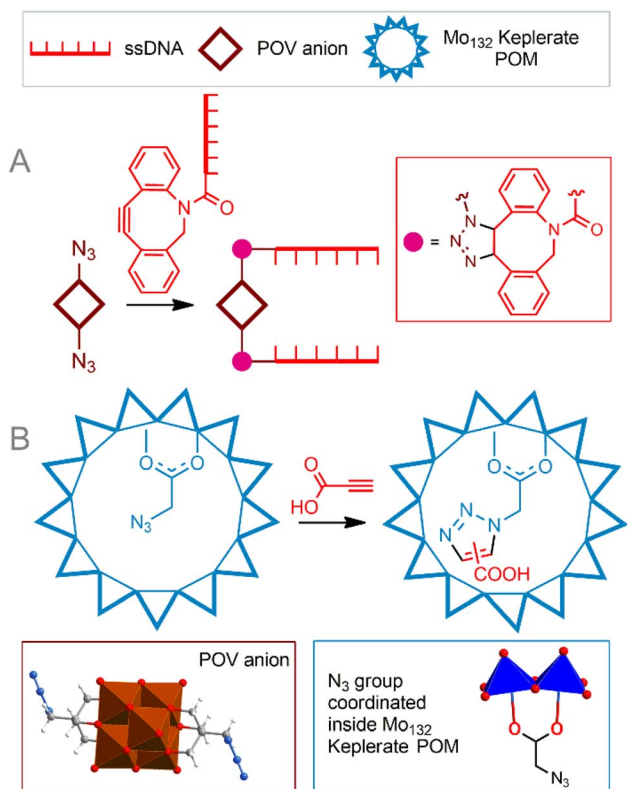 ssDNA
POV anion
Mo132 Keplerate
POM
A
N3
N3
N
O
=
N
N
N
N
O
B
O
O
N3
O
HO
O
O
N
N
N
COOH
POV anion
N3 group
coordinated
inside Mo132
Keplerate POM
O
O
N3